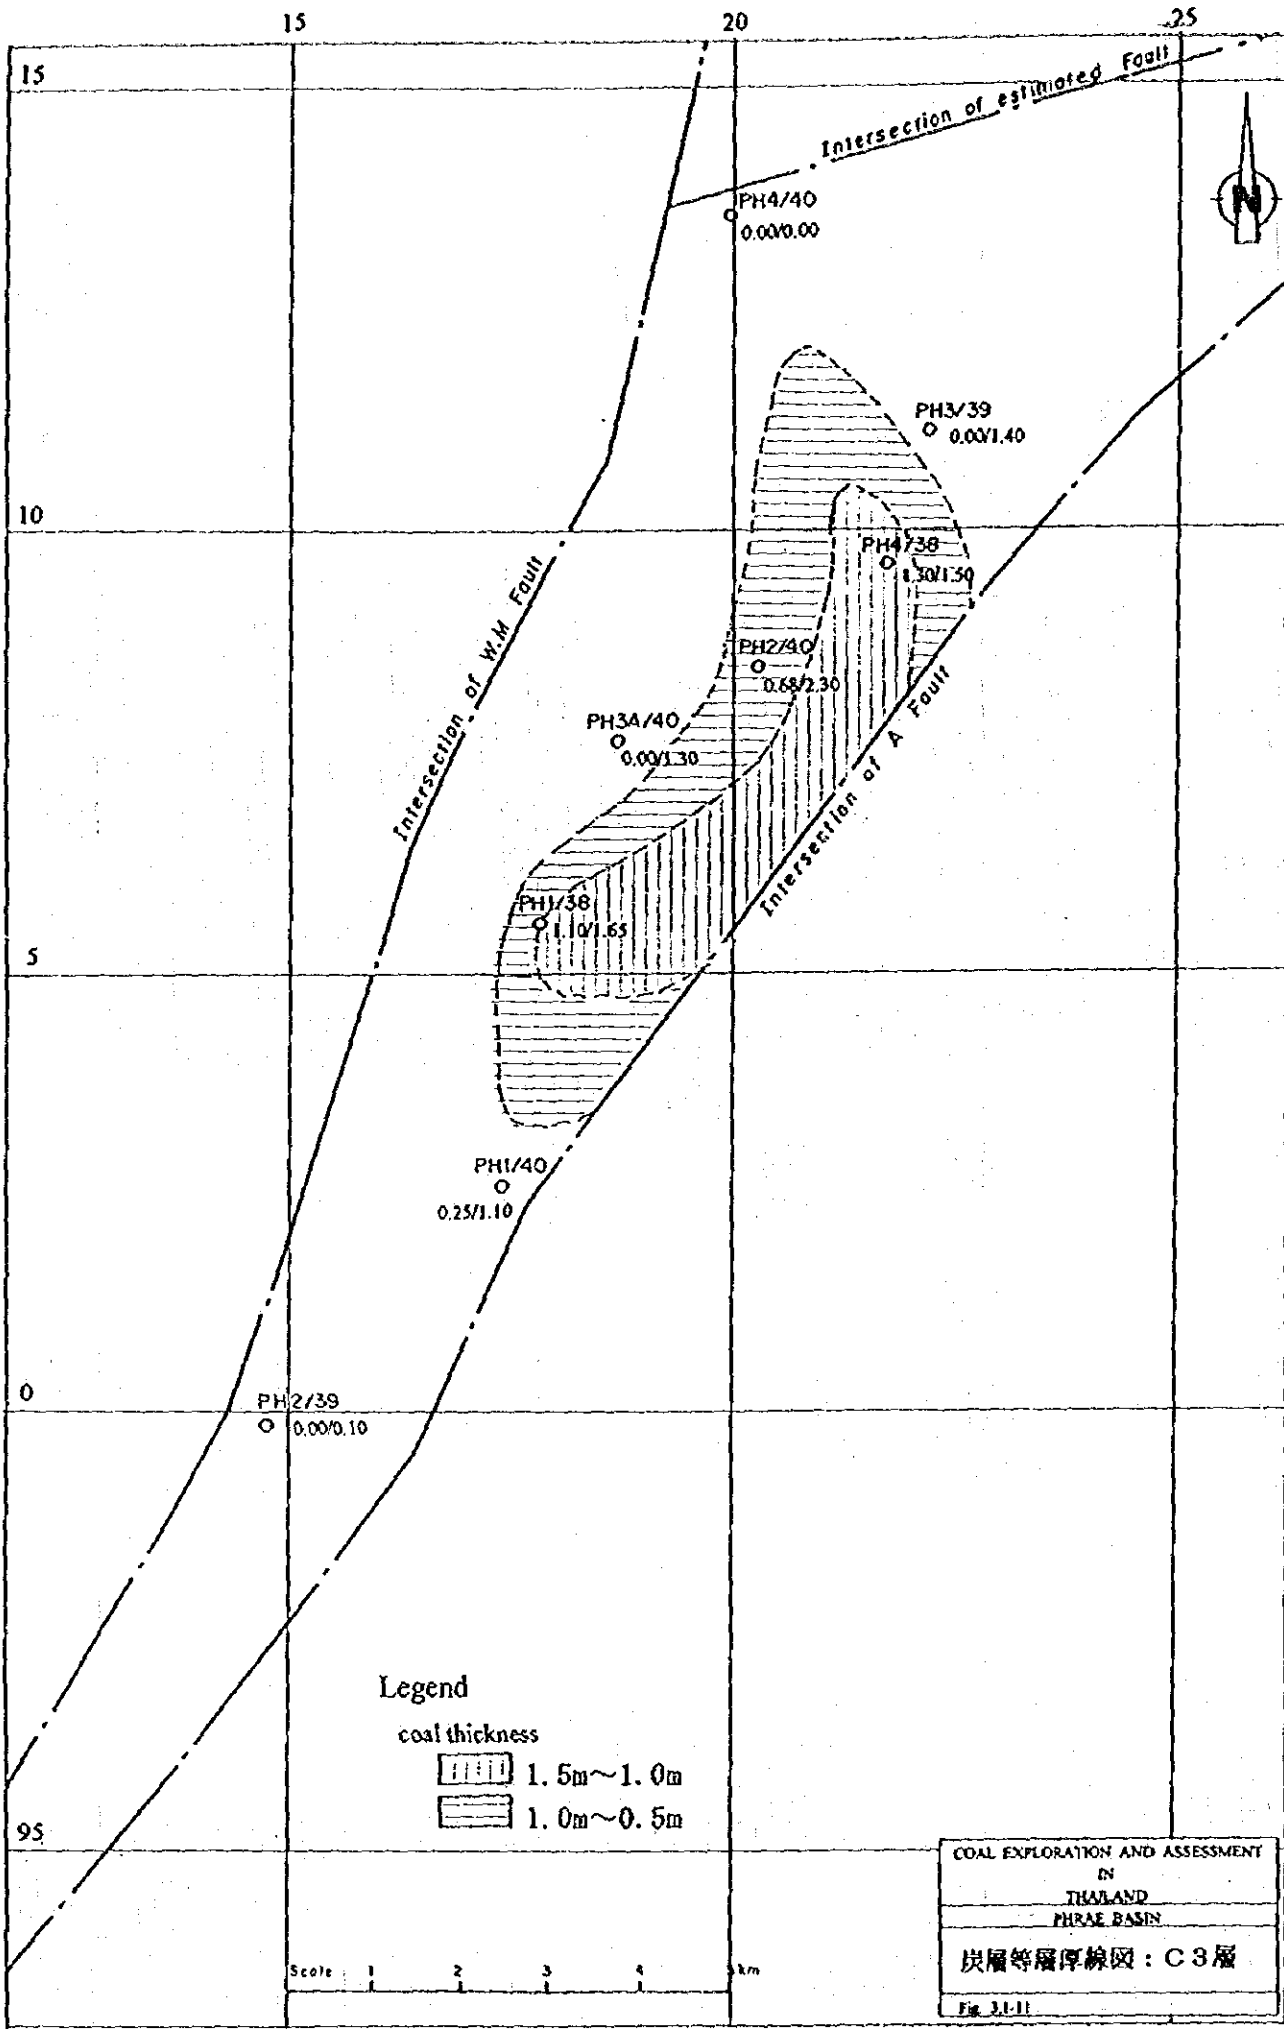 15
20
25
15
Intersection of estimated Fault
N
PH4/40
0.00/0.00
PH3/39
0.00/1.40
10
PH4/38
1.30/1.50
Intersection of W.M Fault
PH2/40
0.68/2.30
PH3A/40
0.00/1.30
Intersection of A Fault
PH1/38
1.10/1.65
5
PH1/40
0.25/1.10
0
PH2/39
0.00/0.10
Legend
coal thickness
1.5m～1.0m
1.0m～0.5m
95
COAL EXPLORATION AND ASSESSMENT
IN
THAILAND
PHRAE BASIN
炭層等層厚線図：C3層
Fig. 3.1-11
Scale 1 2 3 4 5km